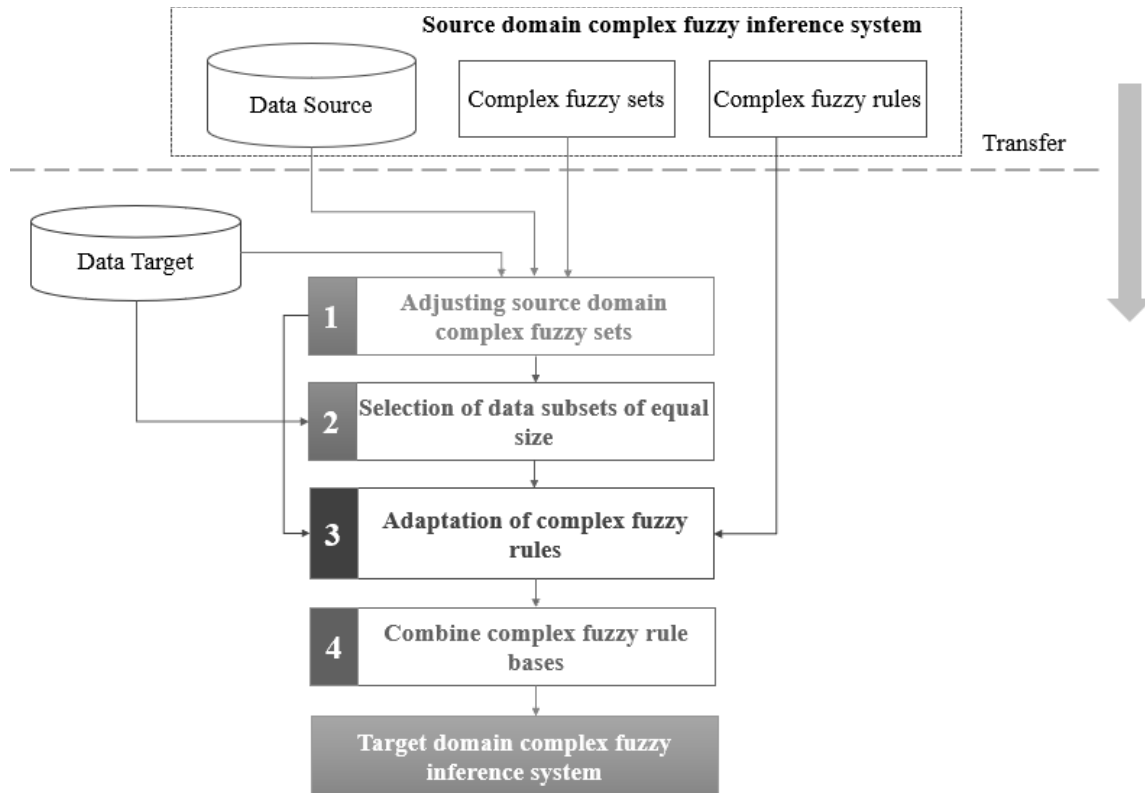 Source domain complex fuzzy inference system
Data Source
Complex fuzzy sets
Complex fuzzy rules
Transfer
Data Target
1
Adjusting source domain
complex fuzzy sets
2
Selection of data subsets of equal
size
3
Adaptation of complex fuzzy
rules
4
Combine complex fuzzy rule
bases
Target domain complex fuzzy
inference system